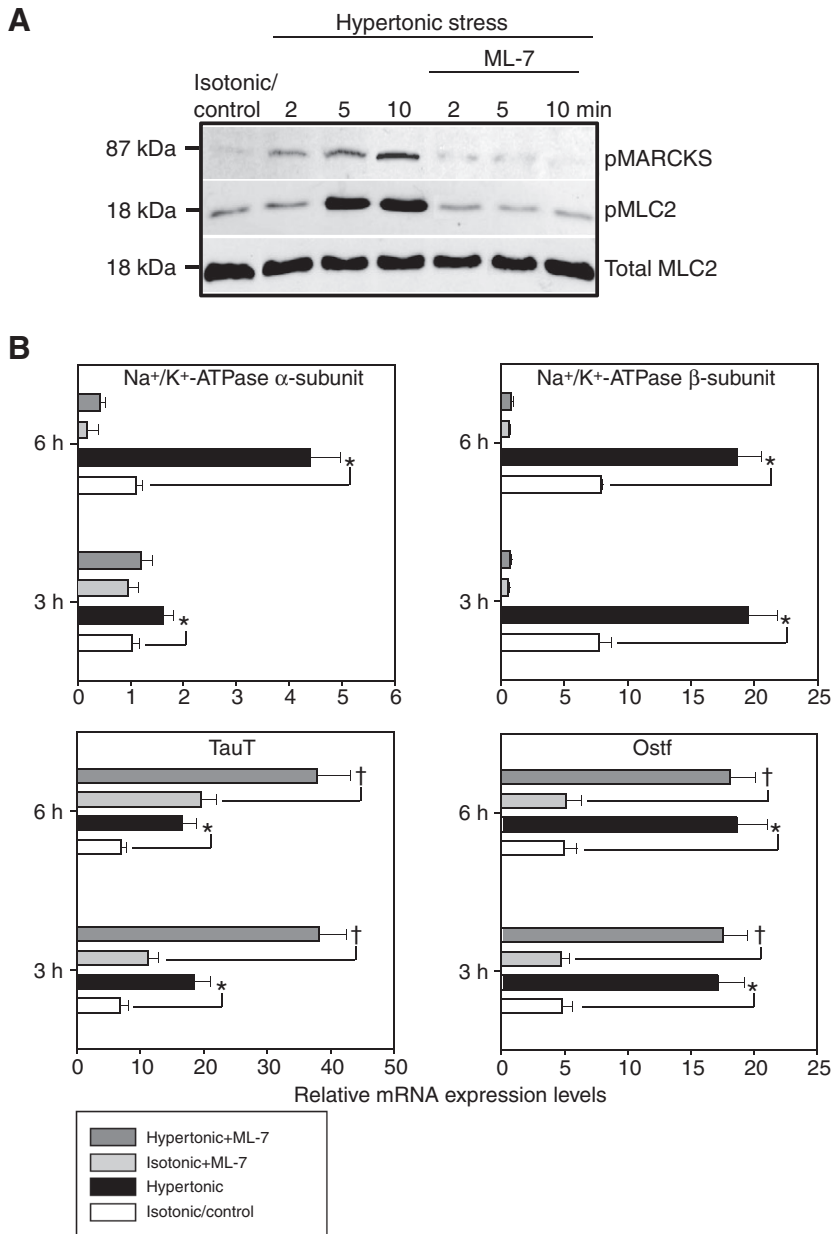 A
Hypertonic stress
ML-7
Isotonic/
control 2 5 10 2 5 10 min
87 kDa pMARCKS
18 kDa pMLC2
18 kDa Total MLC2
B
Na+/K+-ATPase α-subunit
6 h
*
3 h
*
0 1 2 3 4 5 6
Na+/K+-ATPase β-subunit
6 h
*
3 h
*
0 5 10 15 20 25
TauT
†
6 h
*
†
3 h
*
0 10 20 30 40 50
Ostf
†
6 h
*
†
3 h
*
0 5 10 15 20 25
Relative mRNA expression levels
Hypertonic+ML-7
Isotonic+ML-7
Hypertonic
Isotonic/control